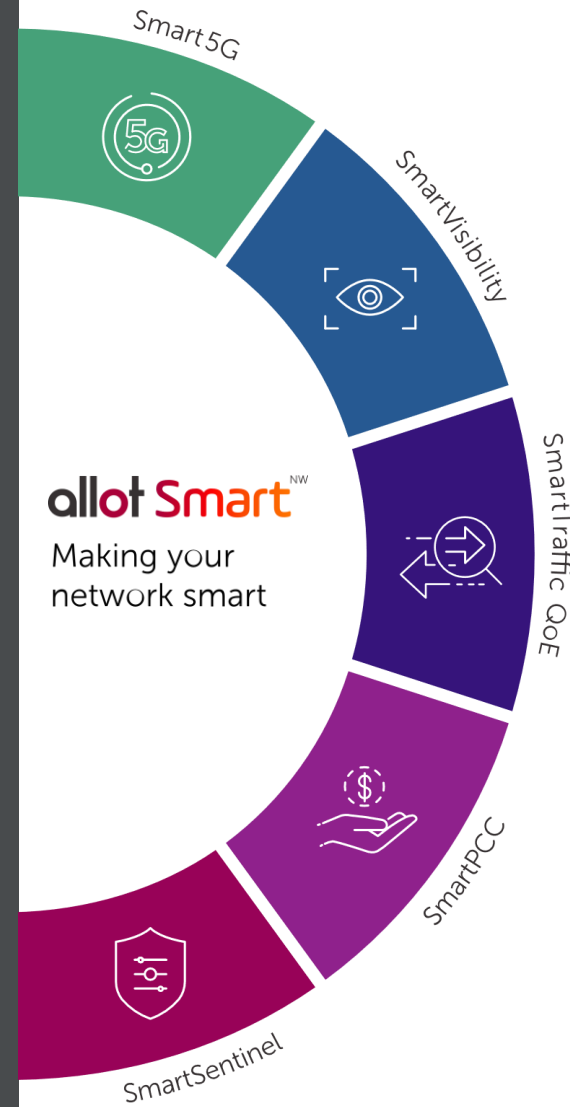 Smart5G
5G
SmartVisibility
SmartTraffic QoE
allot Smart NW
Making your
network smart
SmartPCC
SmartSentinel